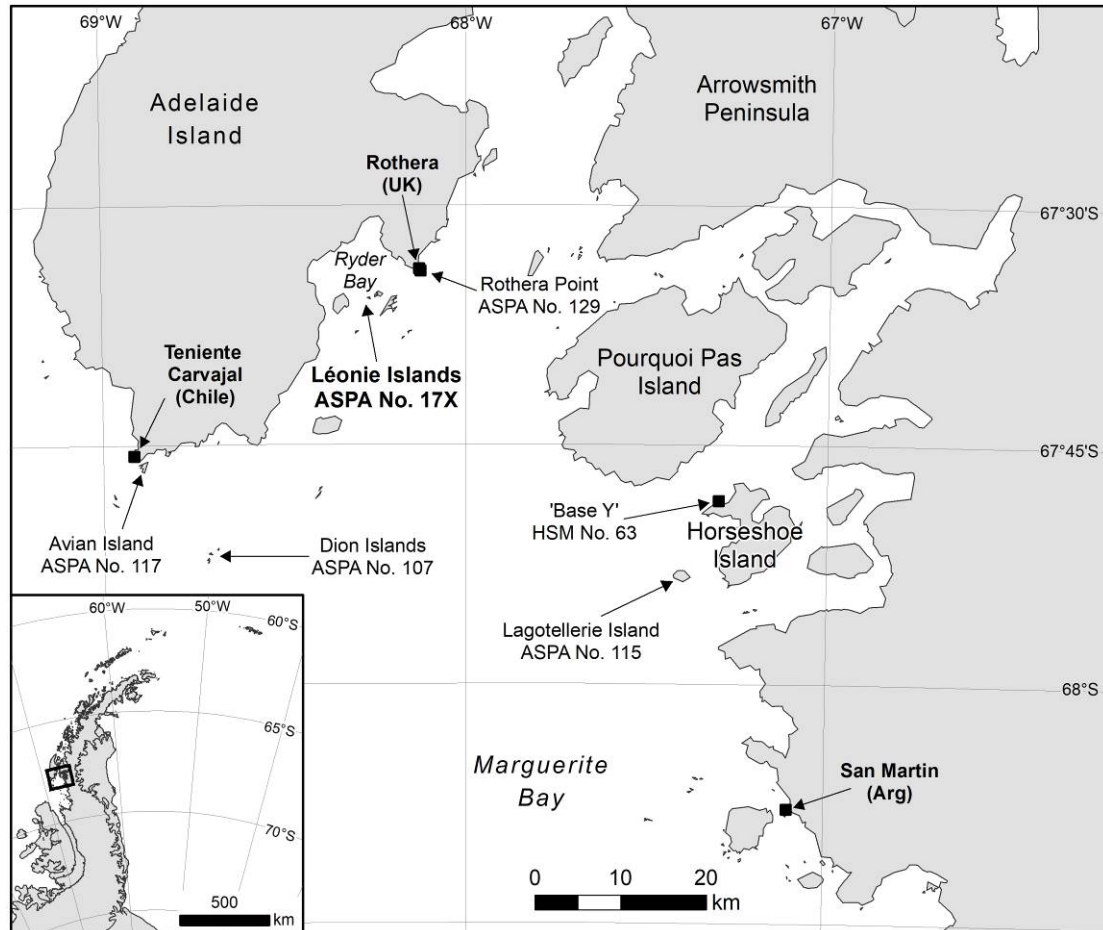 69°W
68°W
67°W
Adelaide
Island
Arrowsmith
Peninsula
Rothera
(UK)
67°30'S
Ryder
Bay
Rothera Point
ASPA No. 129
Pourquoi Pas
Island
Teniente
Carvajal
(Chile)
Léonie Islands
ASPA No. 17X
67°45'S
'Base Y'
HSM No. 63
Horseshoe
Island
Avian Island
ASPA No. 117
Dion Islands
ASPA No. 107
Lagotellerie Island
ASPA No. 115
68°S
Marguerite
Bay
San Martin
(Arg)
0 10 20
km
60°W
50°W
60°S
65°S
70°S
500
km